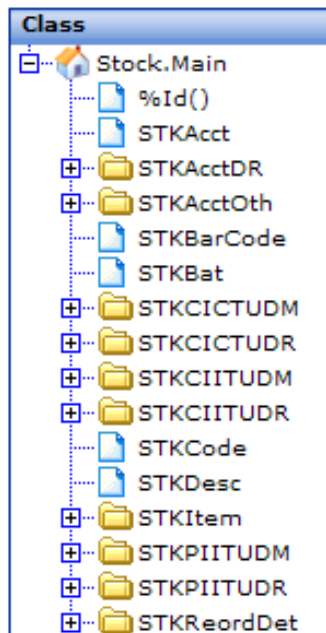 Class
Stock.Main
%Id()
STKAcct
STKAcctDR
STKAcctOth
STKBarCode
STKBat
STKCICTUDM
STKCICTUDR
STKCIITUDM
STKCIITUDR
STKCode
STKDesc
STKItem
STKPIITUDM
STKPIITUDR
STKReordDet